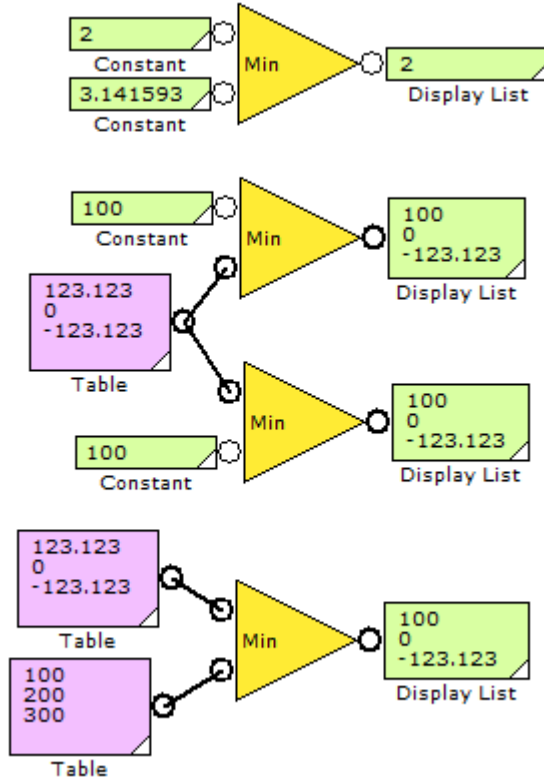 2
Constant
3.141593
Constant
Min
2
Display List
100
Constant
Min
100
0
-123.123
Display List
123.123
0
-123.123
Table
100
Constant
Min
100
0
-123.123
Display List
123.123
0
-123.123
Table
100
200
300
Table
Min
100
0
-123.123
Display List